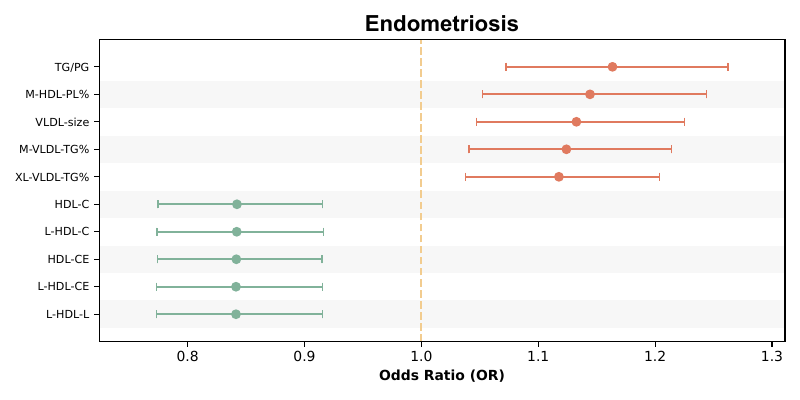 Endometriosis
TG/PG
M-HDL-PL%
VLDL-size
M-VLDL-TG%
XL-VLDL-TG%
HDL-C
L-HDL-C
HDL-CE
L-HDL-CE
L-HDL-L
0.8 0.9 1.0 1.1 1.2 1.3
Odds Ratio (OR)